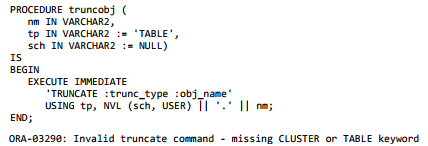 PROCEDURE truncobj (
nm IN VARCHAR2,
tp IN VARCHAR2 := 'TABLE',
sch IN VARCHAR2 := NULL)
IS
BEGIN
EXECUTE IMMEDIATE
'TRUNCATE :trunc_type :obj_name'
USING tp, NVL (sch, USER) || '.' || nm;
END;
ORA-03290: Invalid truncate command - missing CLUSTER or TABLE keyword